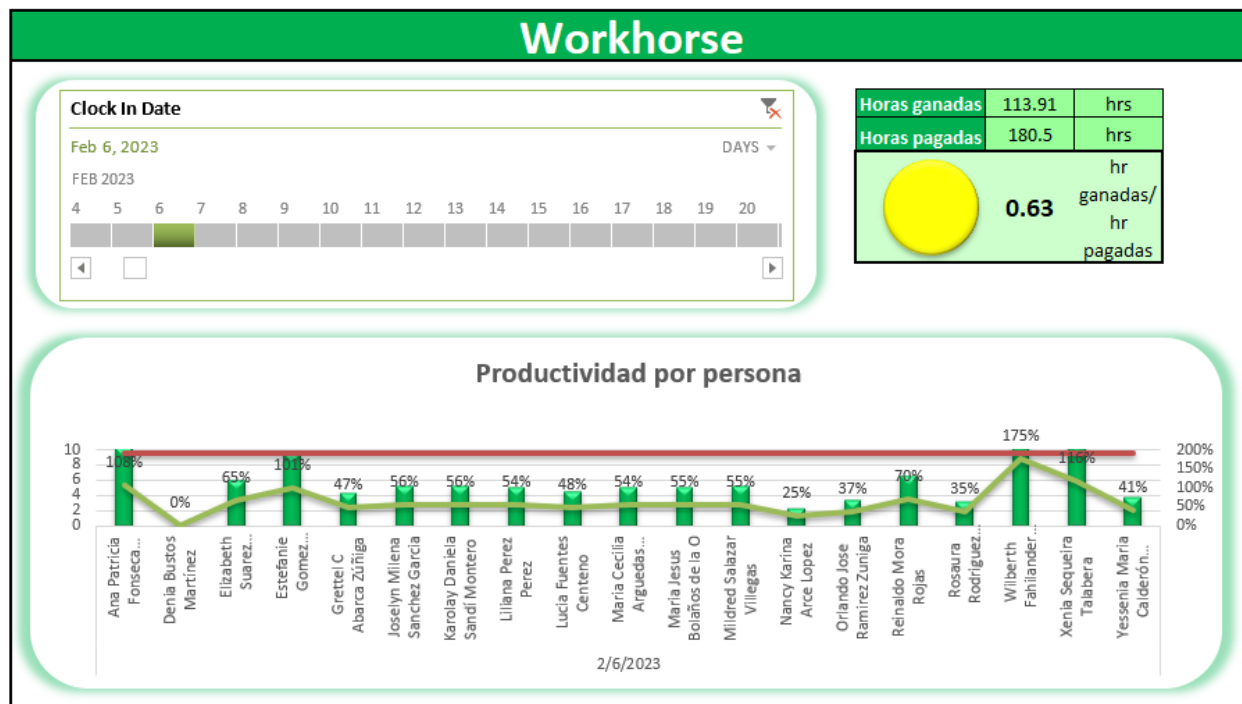 Workhorse
Clock In Date
Feb 6, 2023
DAYS
FEB 2023
4 5 6 7 8 9 10 11 12 13 14 15 16 17 18 19 20
Horas ganadas 113.91 hrs
Horas pagadas 180.5 hrs
0.63
hr
ganadas/
hr
pagadas
Productividad por persona
10
8
6
4
2
0
108%
0%
65%
101%
47%
56%
56%
54%
48%
54%
55%
55%
25%
37%
70%
35%
175%
116%
41%
200%
150%
100%
50%
0%
Ana Patricia
Fonseca...
Denia Bustos
Martínez
Elizabeth
Suarez...
Estefanie
Gomez...
Grettel C
Abarca Zúñiga
Joselyn Milena
Sanchez Garcia
Karolay Daniela
Sandí Montero
Liliana Perez
Perez
Lucia Fuentes
Centeno
Maria Cecilia
Arguedas...
Maria Jesus
Bolaños de la O
Mildred Salazar
Villegas
Nancy Karina
Arce Lopez
Orlando Jose
Ramirez Zuniga
Reinaldo Mora
Rojas
Rosaura
Rodriguez...
Wilberth
Fahilander...
Xenia Sequeira
Talabera
Yessenia Maria
Calderón...
2/6/2023